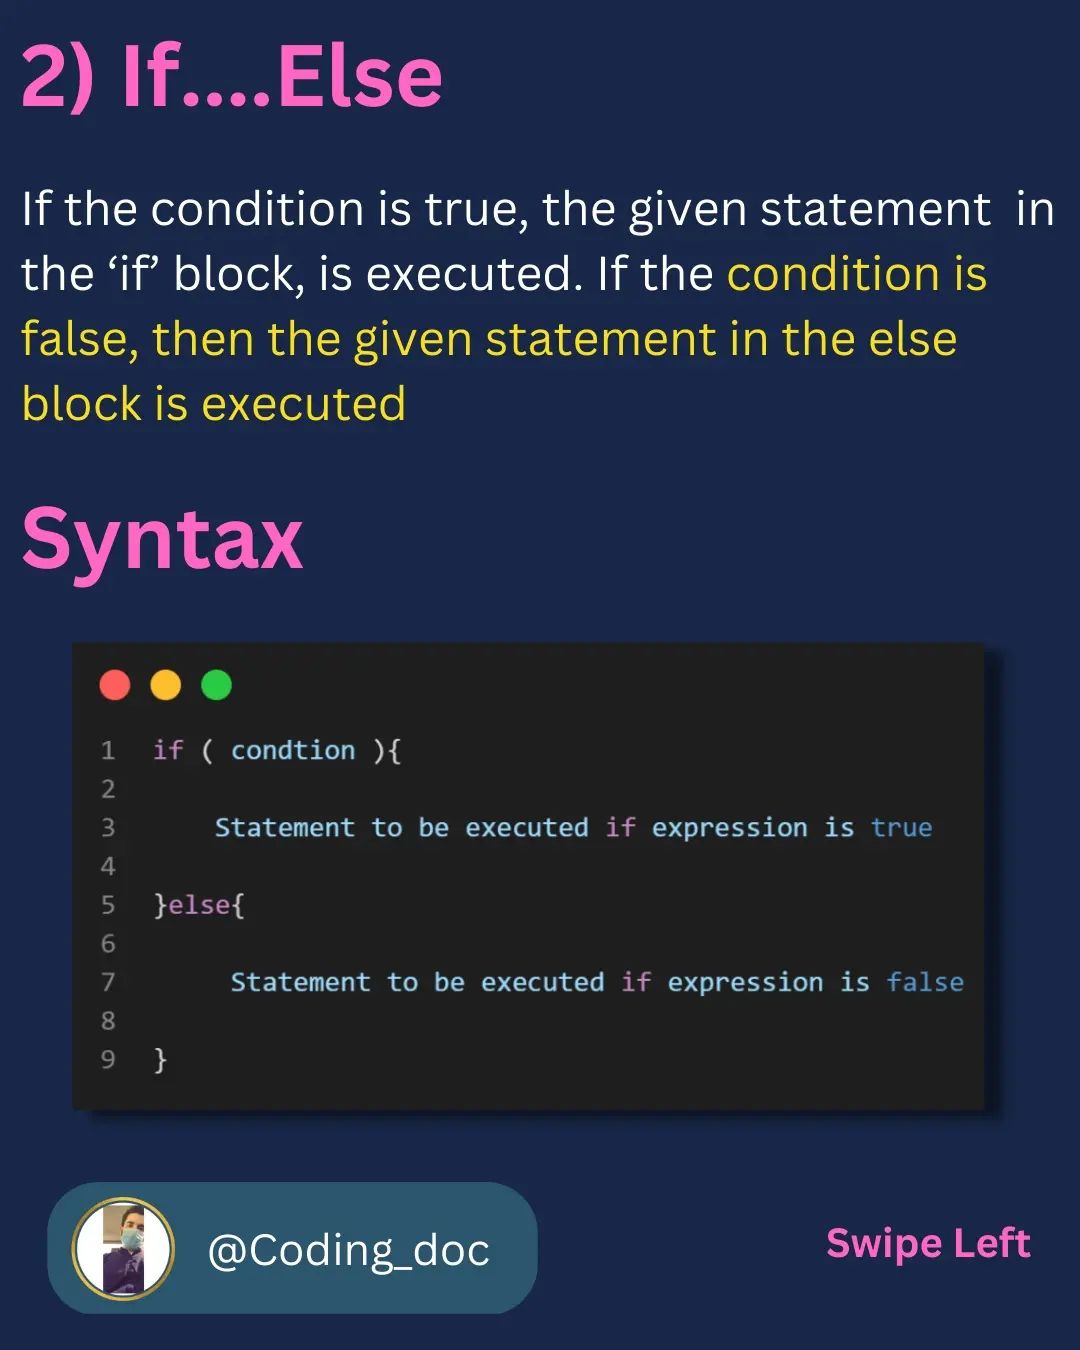 2) If....Else
If the condition is true, the given statement  in
the ‘if’ block, is executed. If the condition is
false, then the given statement in the else
block is executed
Syntax
1 if ( condtion ){
2
3 Statement to be executed if expression is true
4
5 }else{
6
7 Statement to be executed if expression is false
8
9 }
@Coding_doc
Swipe Left